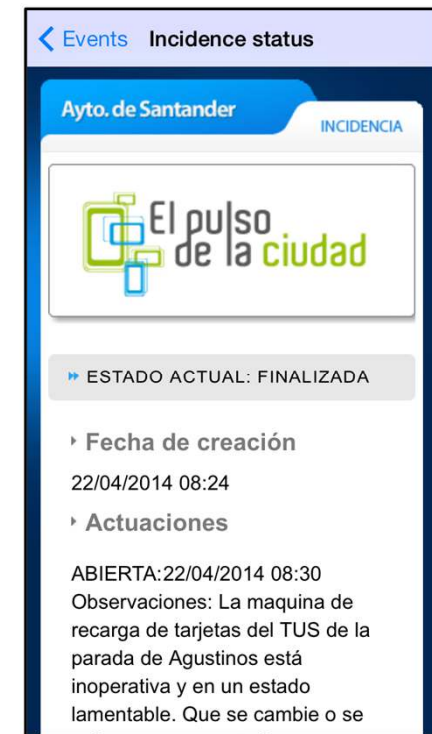 Events Incidence status
Ayto. de Santander
INCIDENCIA
El pulso
de la ciudad
ESTADO ACTUAL: FINALIZADA
Fecha de creación
22/04/2014 08:24
Actuaciones
ABIERTA:22/04/2014 08:30
Observaciones: La maquina de
recarga de tarjetas del TUS de la
parada de Agustinos está
inoperativa y en un estado
lamentable. Que se cambie o se